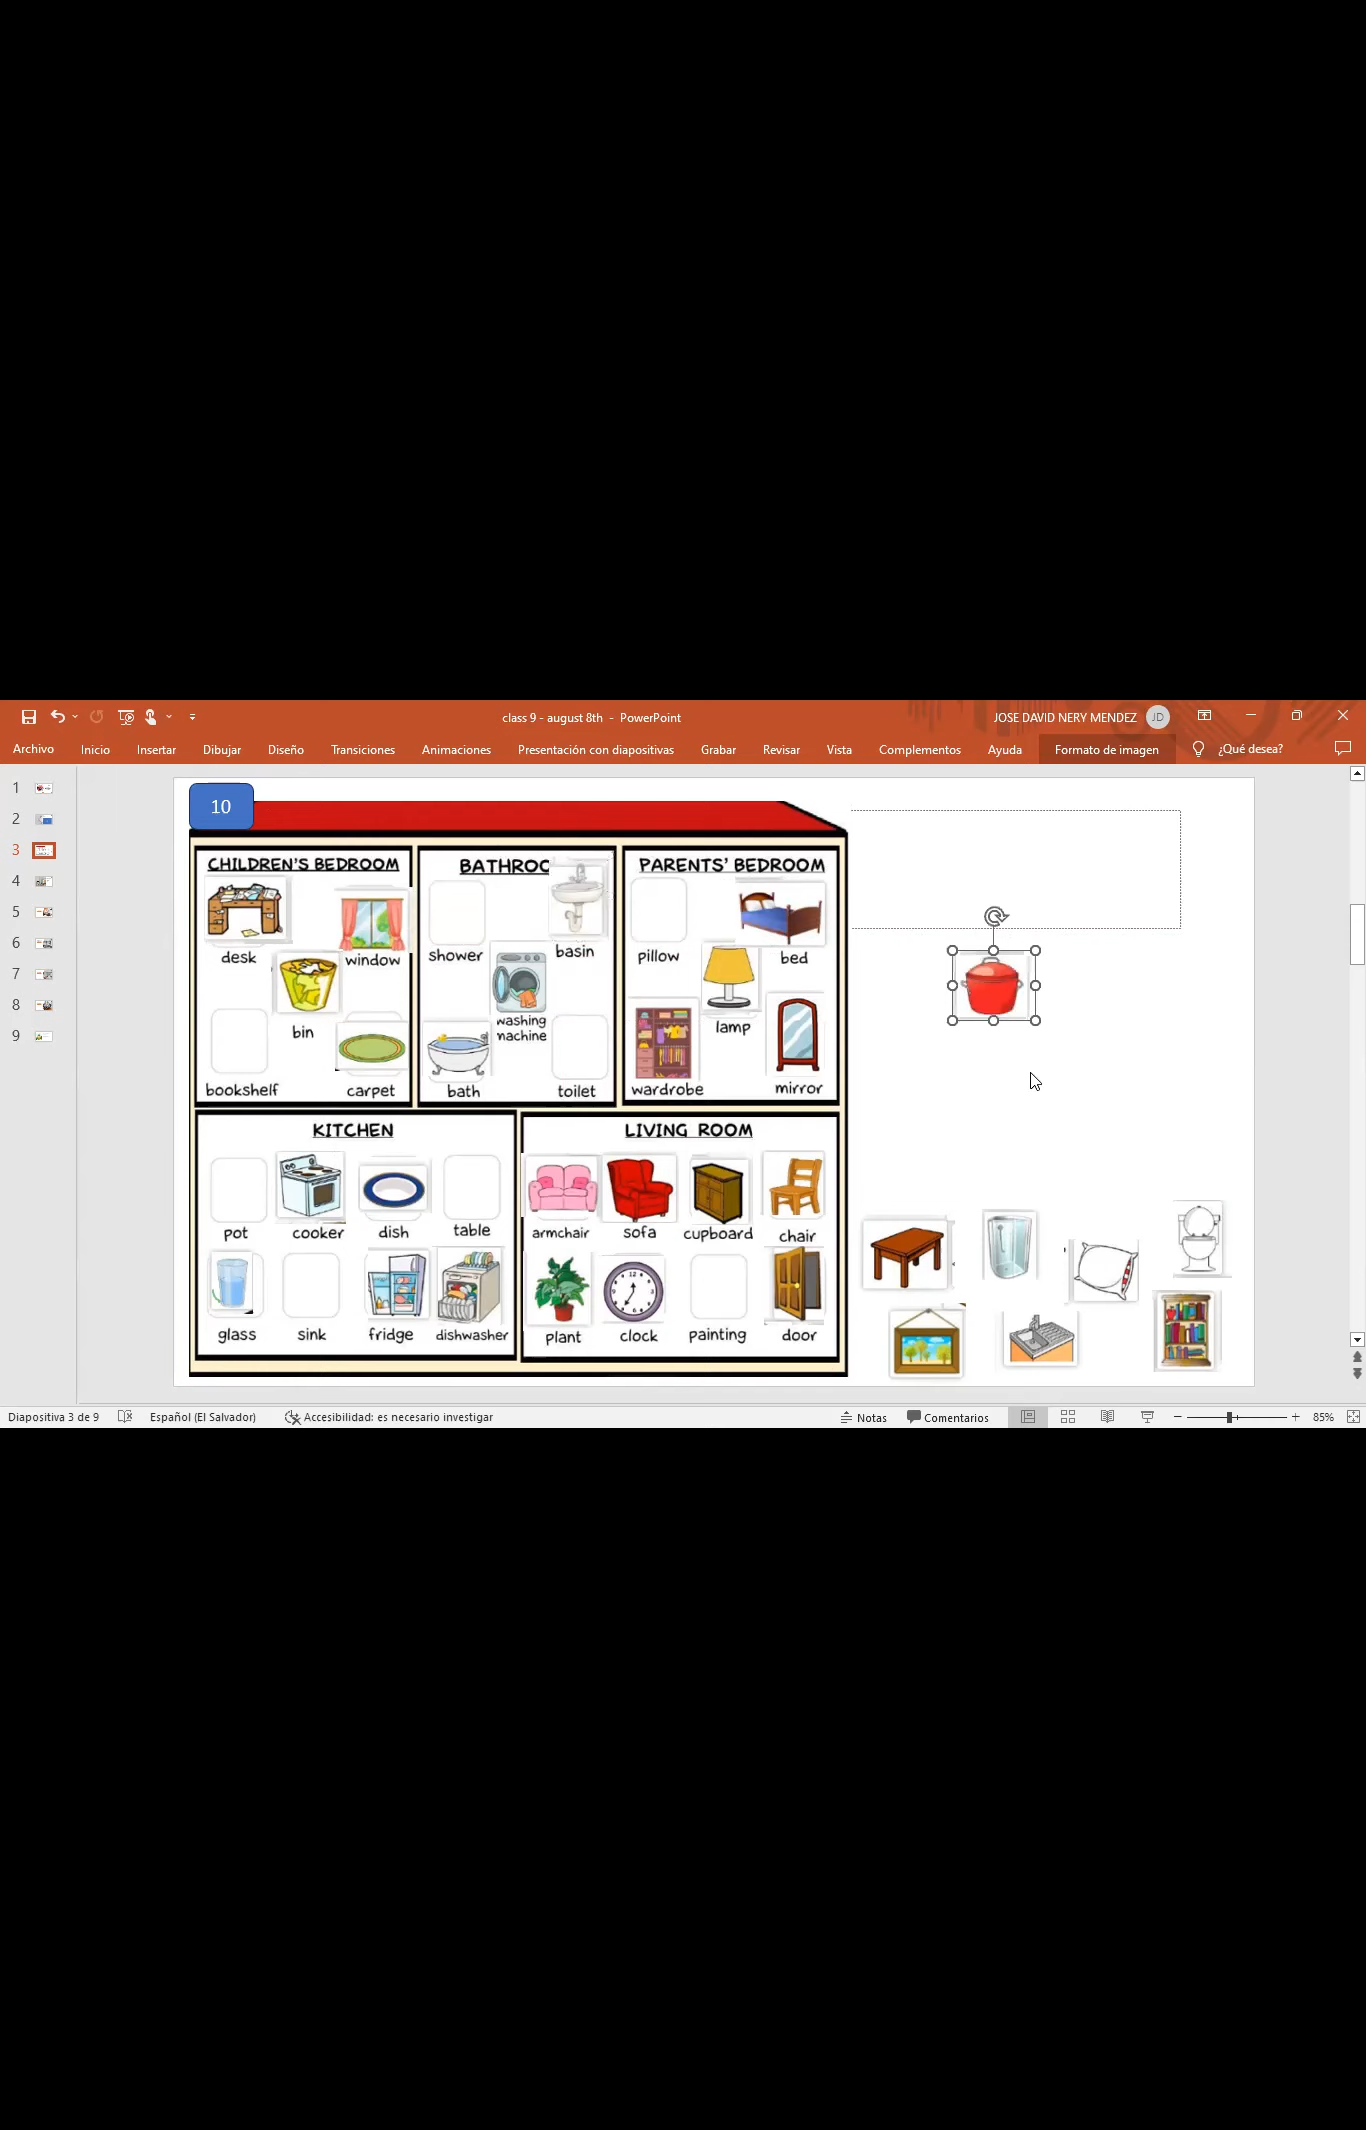 class 9 - august 8th - PowerPoint
JOSE DAVID NERY MENDEZ JD
Archivo Inicio Insertar Dibujar Diseño Transiciones Animaciones Presentación con diapositivas Grabar Revisar Vista Complementos Ayuda Formato de imagen ¿Qué desea?
1
2
3
4
5
6
7
8
9
10
CHILDREN'S BEDROOM
desk
window
bin
bookshelf
carpet
BATHROO
shower
basin
washing
machine
bath
toilet
PARENTS' BEDROOM
pillow
bed
lamp
wardrobe
mirror
KITCHEN
pot cooker dish table
glass sink fridge dishwasher
LIVING ROOM
armchair sofa cupboard chair
plant clock painting door
Diapositiva 3 de 9 Español (El Salvador) Accesibilidad: es necesario investigar Notas Comentarios 85%